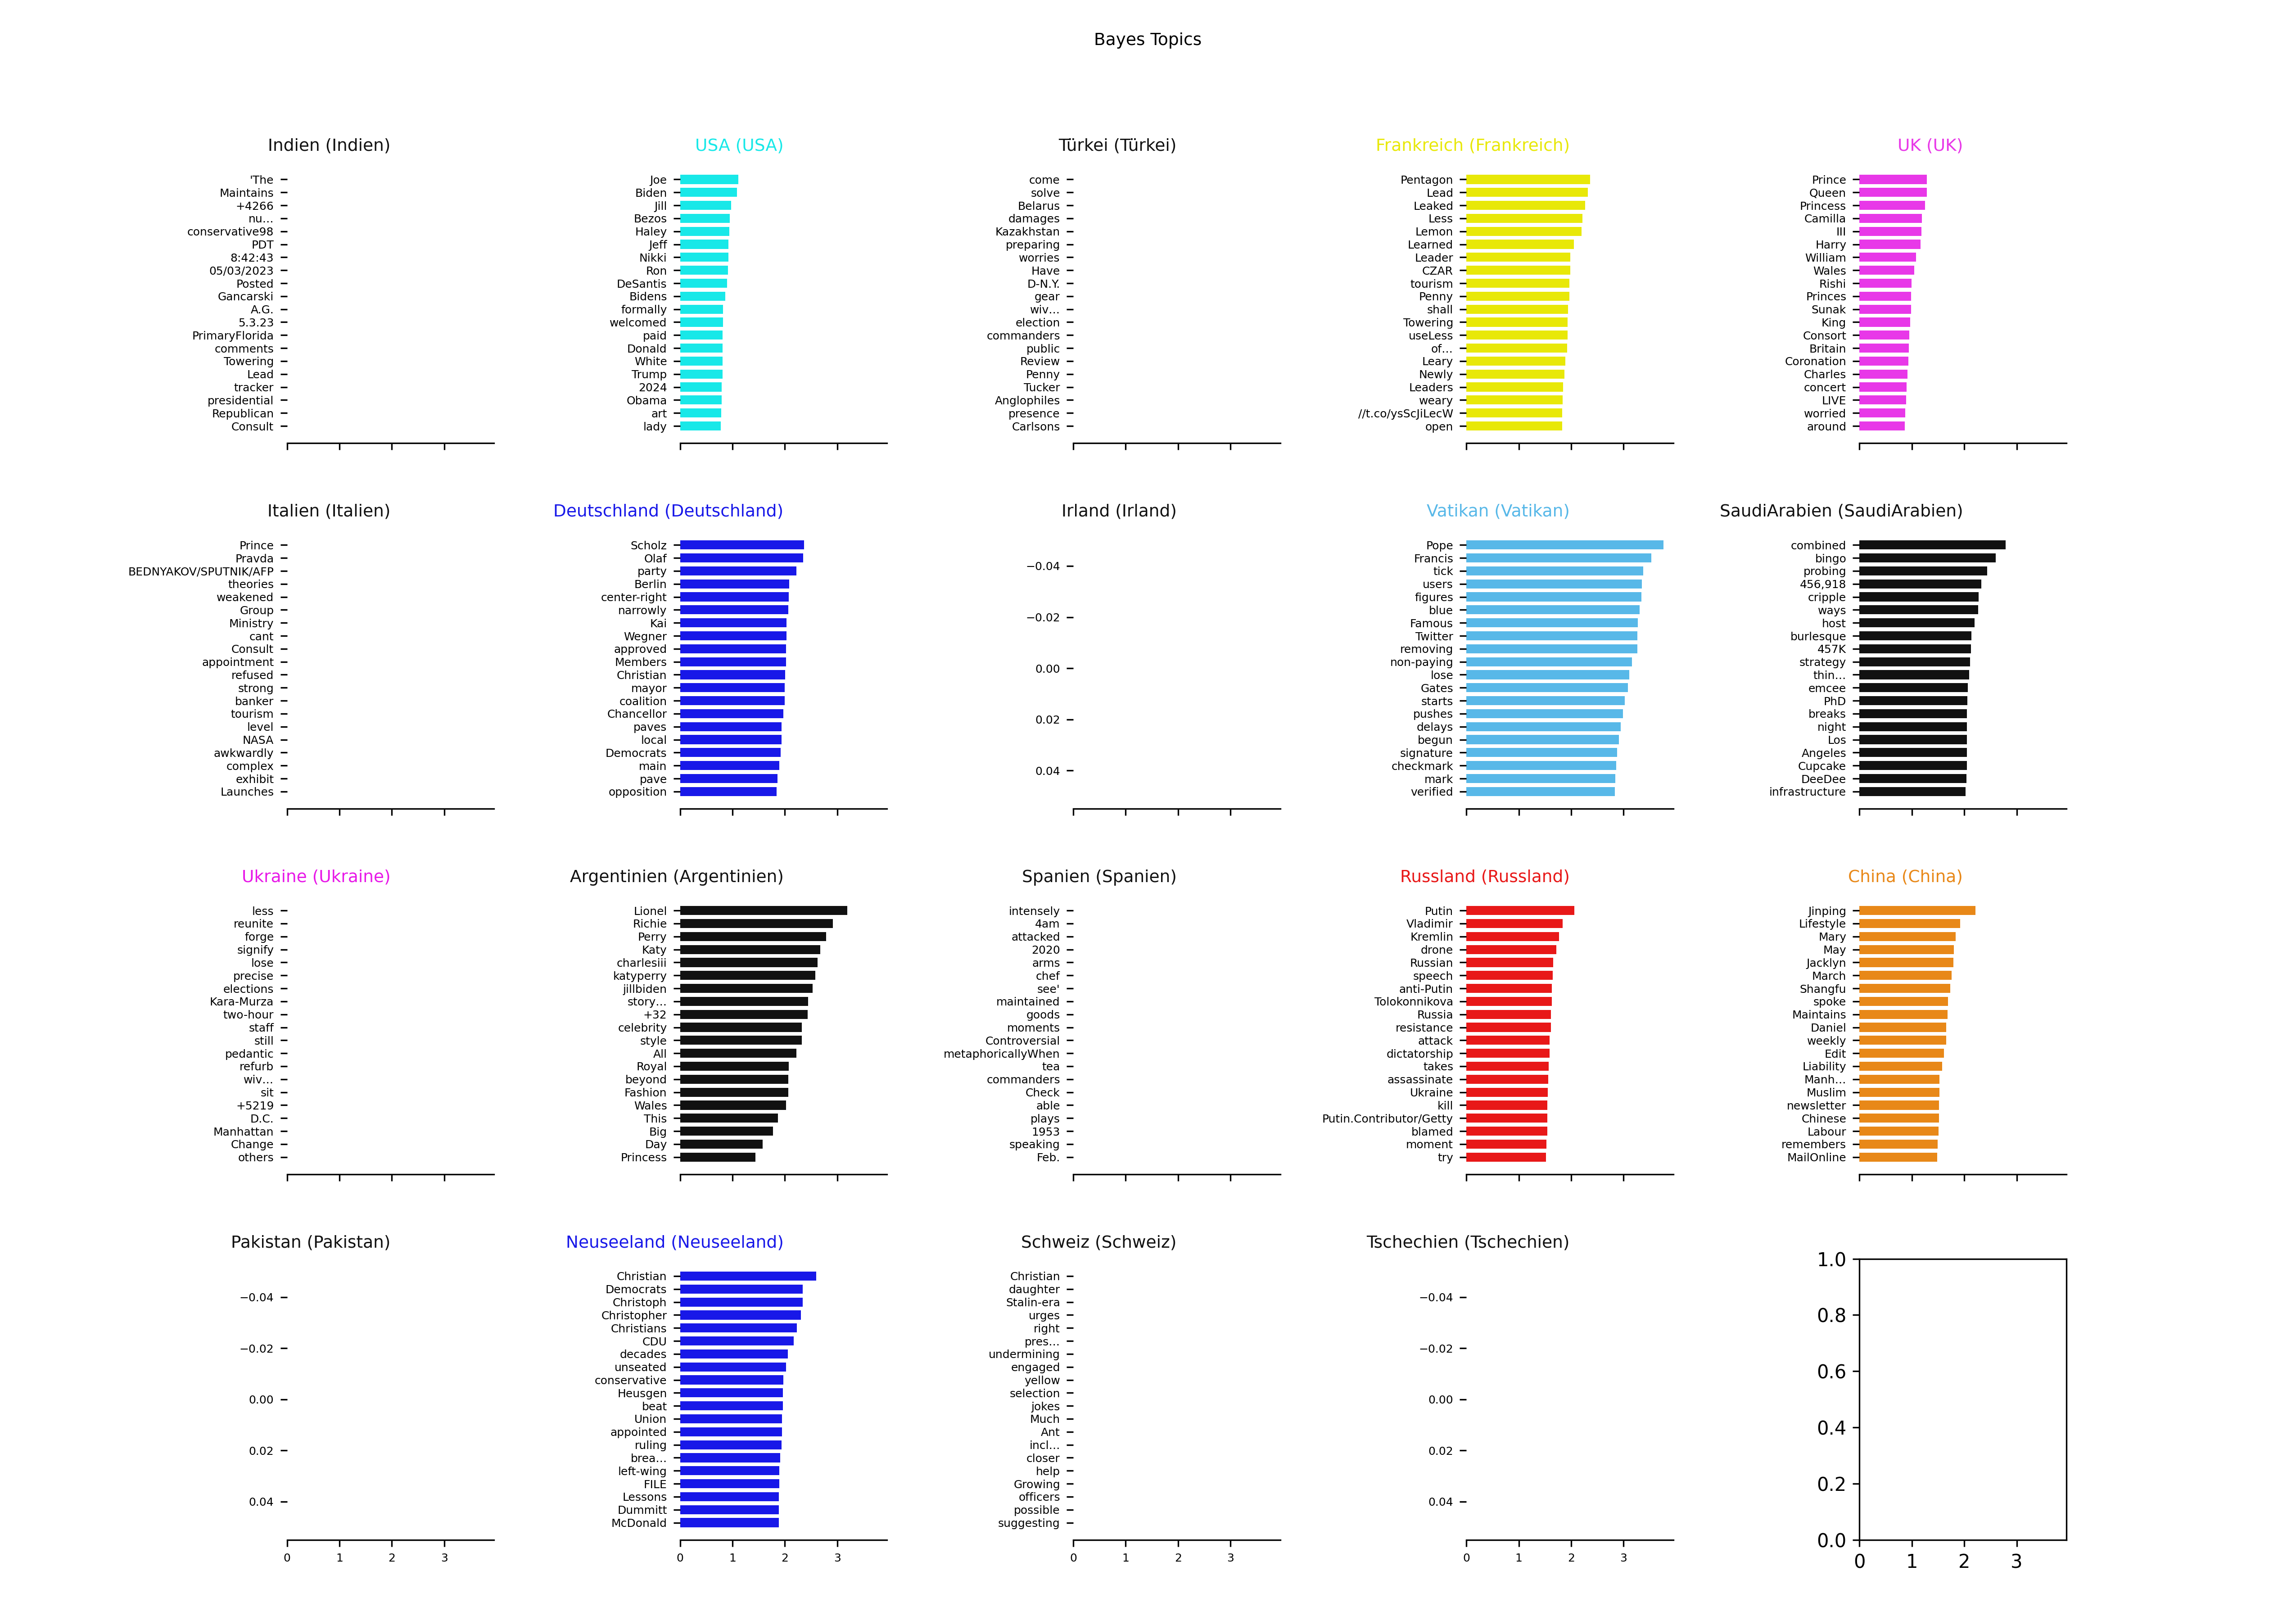 Bayes Topics
Indien (Indien)
'The
Maintains
+4266
nu...
conservative98
PDT
8:42:43
05/03/2023
Posted
Gancarski
A.G.
5.3.23
PrimaryFlorida
comments
Towering
Lead
tracker
presidential
Republican
Consult
USA (USA)
Joe
Biden
Jill
Bezos
Haley
Jeff
Nikki
Ron
DeSantis
Bidens
formally
welcomed
paid
Donald
White
Trump
2024
Obama
art
lady
Türkei (Türkei)
come
solve
Belarus
damages
Kazakhstan
preparing
worries
Have
D-N.Y.
gear
wiv...
election
commanders
public
Review
Penny
Tucker
Anglophiles
presence
Carlsons
Frankreich (Frankreich)
Pentagon
Lead
Leaked
Less
Lemon
Learned
Leader
CZAR
tourism
Penny
shall
Towering
useLess
of...
Leary
Newly
Leaders
weary
//t.co/ysScJiLecW
open
UK (UK)
Prince
Queen
Princess
Camilla
III
Harry
William
Wales
Rishi
Princes
Sunak
King
Consort
Britain
Coronation
Charles
concert
LIVE
worried
around
Italien (Italien)
Prince
Pravda
BEDNYAKOV/SPUTNIK/AFP
theories
weakened
Group
Ministry
cant
Consult
appointment
refused
strong
banker
tourism
level
NASA
awkwardly
complex
exhibit
Launches
Deutschland (Deutschland)
Scholz
Olaf
party
Berlin
center-right
narrowly
Kai
Wegner
approved
Members
Christian
mayor
coalition
Chancellor
paves
local
Democrats
main
pave
opposition
Irland (Irland)
−0.04
−0.02
0.00
0.02
0.04
Vatikan (Vatikan)
Pope
Francis
tick
users
figures
blue
Famous
Twitter
removing
non-paying
lose
Gates
starts
pushes
delays
begun
signature
checkmark
mark
verified
SaudiArabien (SaudiArabien)
combined
bingo
probing
456,918
cripple
ways
host
burlesque
457K
strategy
thin...
emcee
PhD
breaks
night
Los
Angeles
Cupcake
DeeDee
infrastructure
Ukraine (Ukraine)
less
reunite
forge
signify
lose
precise
elections
Kara-Murza
two-hour
staff
still
pedantic
refurb
wiv...
sit
+5219
D.C.
Manhattan
Change
others
Argentinien (Argentinien)
Lionel
Richie
Perry
Katy
charlesiii
katyperry
jillbiden
story...
+32
celebrity
style
All
Royal
beyond
Fashion
Wales
This
Big
Day
Princess
Spanien (Spanien)
intensely
4am
attacked
2020
arms
chef
see'
maintained
goods
moments
Controversial
metaphoricallyWhen
tea
commanders
Check
able
plays
1953
speaking
Feb.
Russland (Russland)
Putin
Vladimir
Kremlin
drone
Russian
speech
anti-Putin
Tolokonnikova
Russia
resistance
attack
dictatorship
takes
assassinate
Ukraine
kill
Putin.Contributor/Getty
blamed
moment
try
China (China)
Jinping
Lifestyle
Mary
May
Jacklyn
March
Shangfu
spoke
Maintains
Daniel
weekly
Edit
Liability
Manh...
Muslim
newsletter
Chinese
Labour
remembers
MailOnline
Pakistan (Pakistan)
−0.04
−0.02
0.00
0.02
0.04
0 1 2 3
Neuseeland (Neuseeland)
Christian
Democrats
Christoph
Christopher
Christians
CDU
decades
unseated
conservative
Heusgen
beat
Union
appointed
ruling
brea...
left-wing
FILE
Lessons
Dummitt
McDonald
0 1 2 3
Schweiz (Schweiz)
Christian
daughter
Stalin-era
urges
right
pres...
undermining
engaged
yellow
selection
jokes
Much
Ant
incl...
closer
help
Growing
officers
possible
suggesting
0 1 2 3
Tschechien (Tschechien)
−0.04
−0.02
0.00
0.02
0.04
0 1 2 3
1.0
0.8
0.6
0.4
0.2
0.0
0 1 2 3